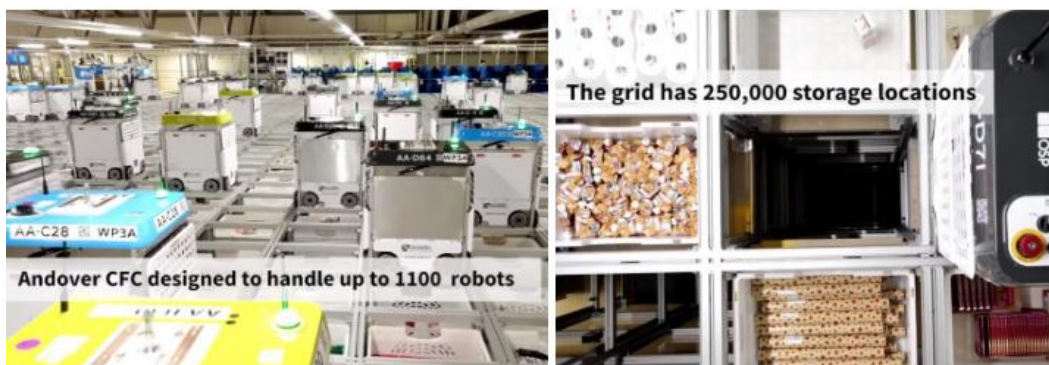 AA-D64 WP3A
AA-C28 WP3A
Andover CFC designed to handle up to 1100 robots
The grid has 250,000 storage locations
OSP